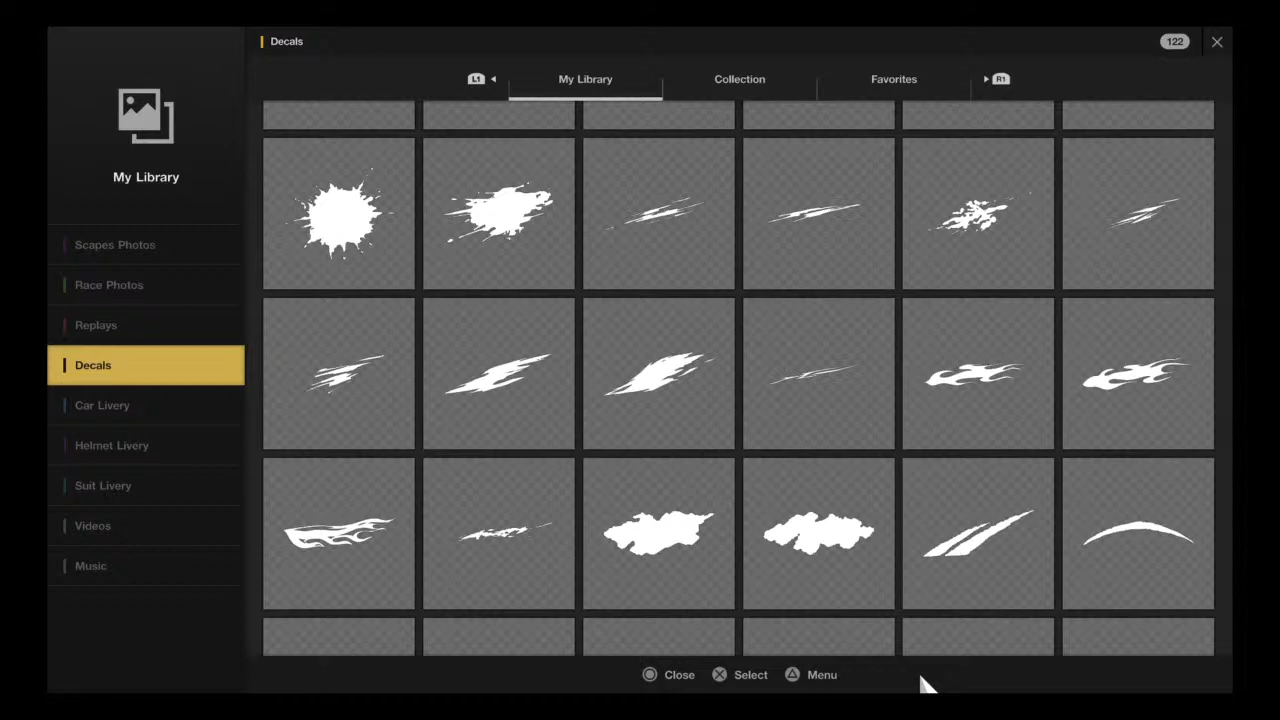 Decals
122
L1
My Library
Collection
Favorites
R1
My Library
Scapes Photos
Race Photos
Replays
Decals
Car Livery
Helmet Livery
Suit Livery
Videos
Music
Close
Select
Menu